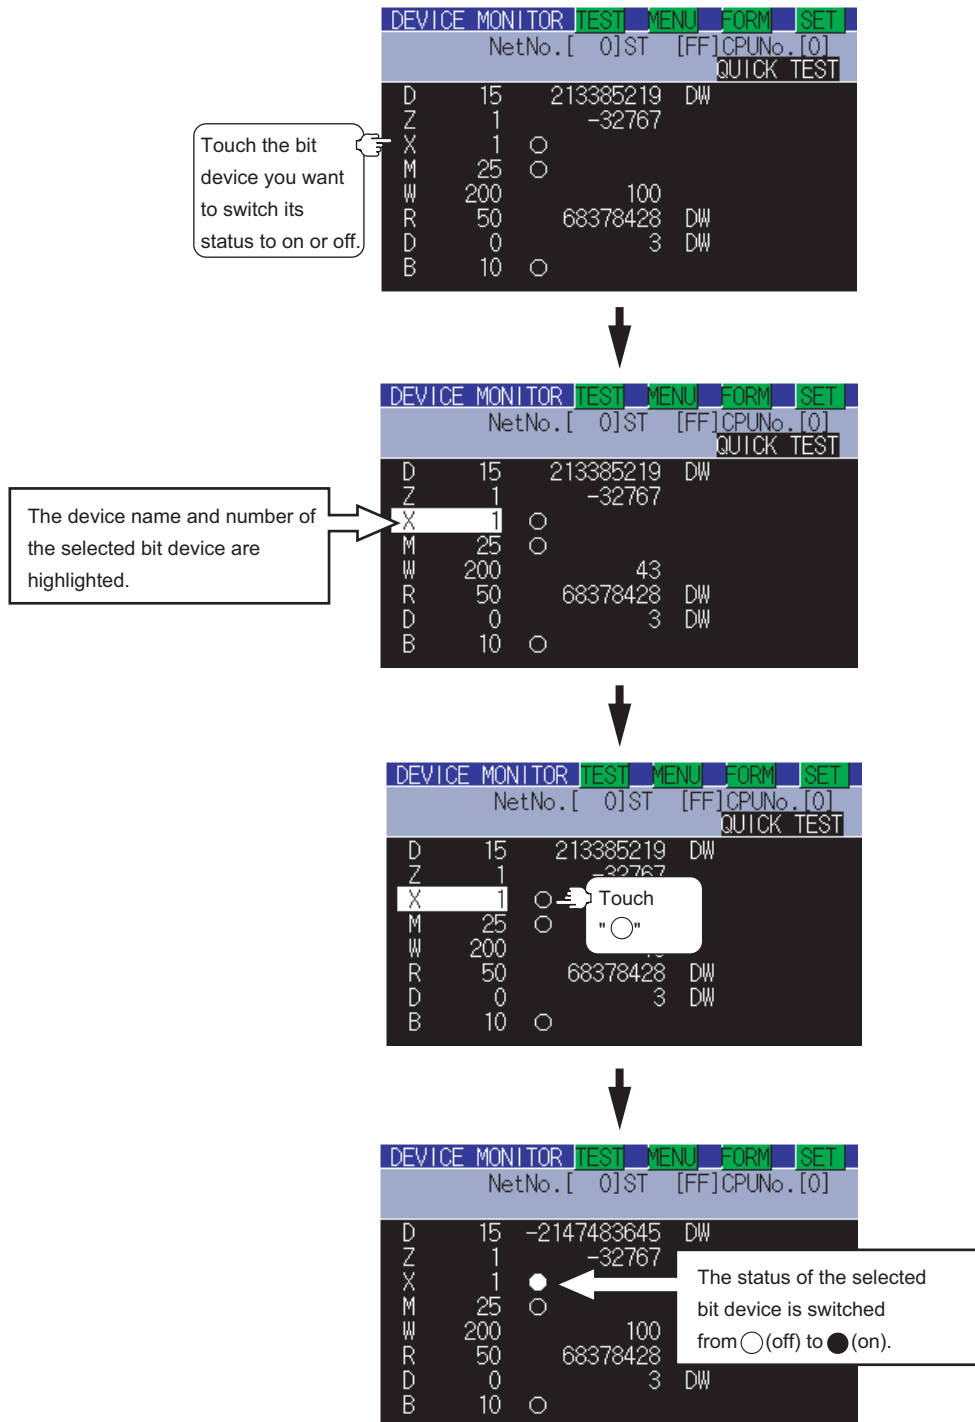 DEVICE MONITOR TEST MENU FORM SET
NetNo.[ 0]ST [FF]CPUNo.[0]
QUICK TEST
D 15 213385219 DW
Z 1 -32767
X 1 ○
M 25 ○
W 200 100
R 50 68378428 DW
D 0 3 DW
B 10 ○
Touch the bit
device you want
to switch its
status to on or off.
DEVICE MONITOR TEST MENU FORM SET
NetNo.[ 0]ST [FF]CPUNo.[0]
QUICK TEST
D 15 213385219 DW
Z 1 -32767
X 1 ○
M 25 ○
W 200 43
R 50 68378428 DW
D 0 3 DW
B 10 ○
The device name and number of
the selected bit device are
highlighted.
DEVICE MONITOR TEST MENU FORM SET
NetNo.[ 0]ST [FF]CPUNo.[0]
QUICK TEST
D 15 213385219 DW
Z 1 -32767
X 1 ○
M 25 ○
W 200
R 50 68378428 DW
D 0 3 DW
B 10 ○
Touch
"○"
DEVICE MONITOR TEST MENU FORM SET
NetNo.[ 0]ST [FF]CPUNo.[0]
D 15 -2147483645 DW
Z 1 -32767
X 1 ●
M 25 ○
W 200 100
R 50 68378428
D 0 3 DW
B 10 ○
The status of the selected
bit device is switched
from ○(off) to ●(on).